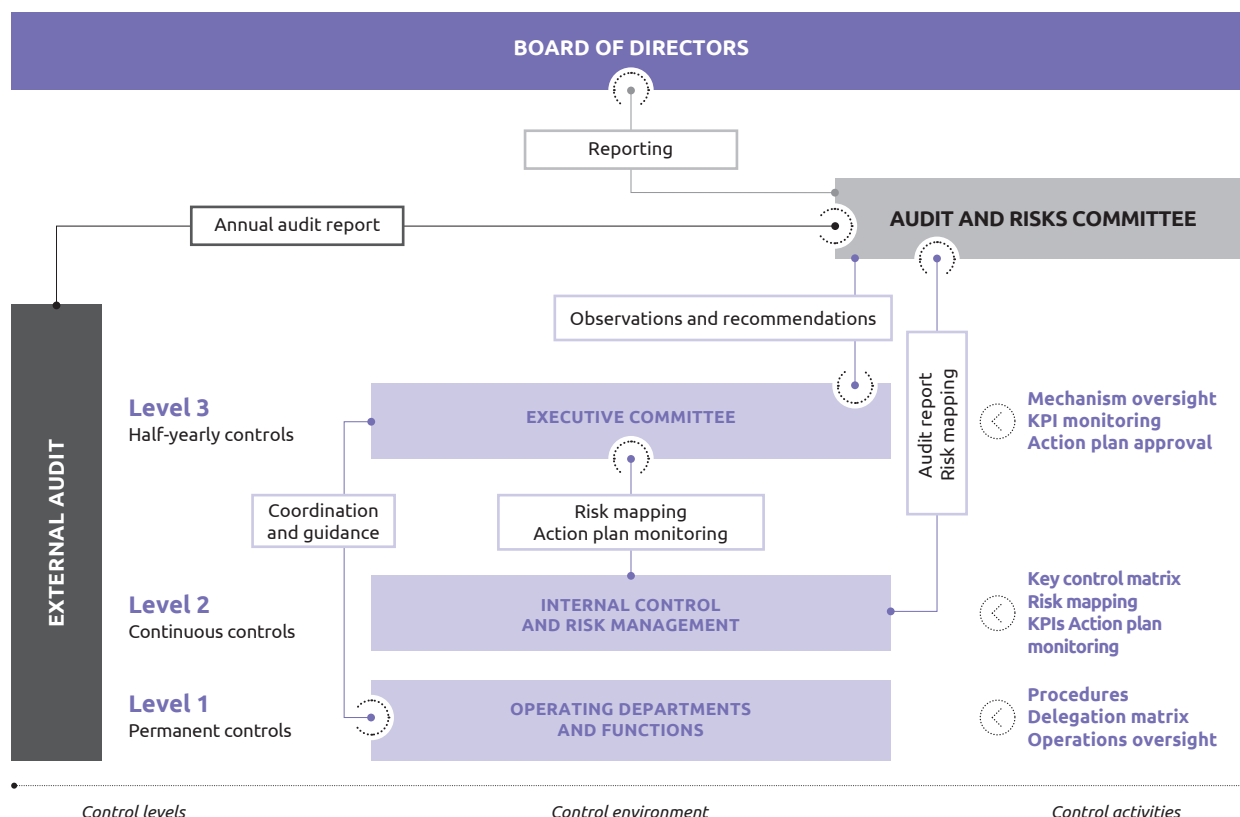 BOARD OF DIRECTORS
Reporting
Annual audit report
AUDIT AND RISKS COMMITTEE
Observations and recommendations
Audit report
Risk mapping
EXTERNAL AUDIT
Level 3
Half-yearly controls
EXECUTIVE COMMITTEE
Mechanism oversight
KPI monitoring
Action plan approval
Coordination
and guidance
Risk mapping
Action plan monitoring
Level 2
Continuous controls
INTERNAL CONTROL
AND RISK MANAGEMENT
Key control matrix
Risk mapping
KPIs Action plan
monitoring
Level 1
Permanent controls
OPERATING DEPARTMENTS
AND FUNCTIONS
Procedures
Delegation matrix
Operations oversight
Control levels
Control environment
Control activities